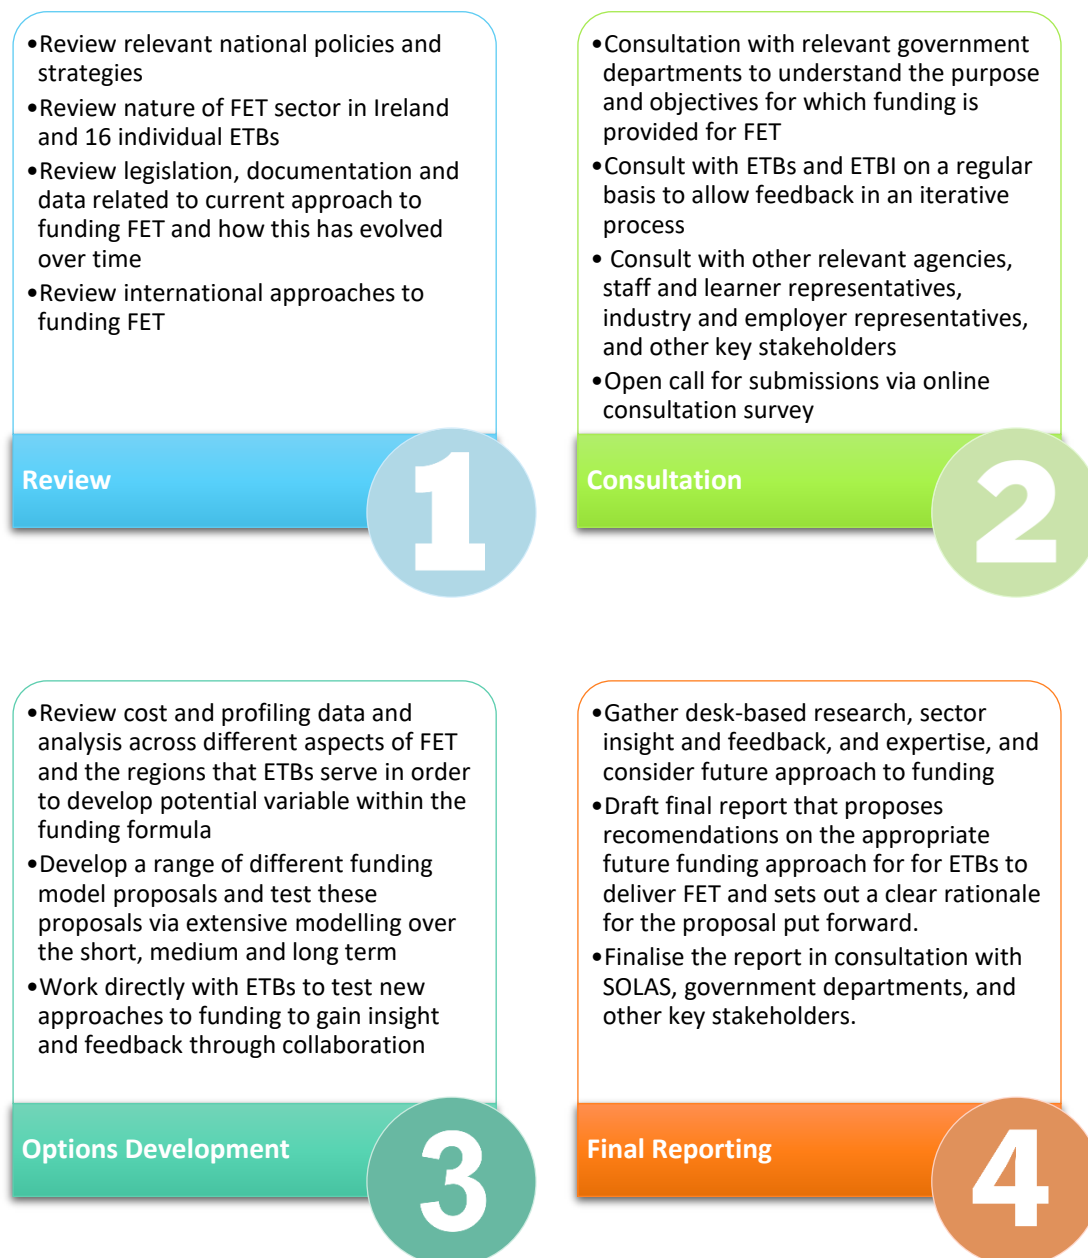 •Review relevant national policies and
strategies
•Review nature of FET sector in Ireland
and 16 individual ETBs
•Review legislation, documentation and
data related to current approach to
funding FET and how this has evolved
over time
•Review international approaches to
funding FET
Review
1
•Consultation with relevant government
departments to understand the purpose
and objectives for which funding is
provided for FET
•Consult with ETBs and ETBI on a regular
basis to allow feedback in an iterative
process
• Consult with other relevant agencies,
staff and learner representatives,
industry and employer representatives,
and other key stakeholders
•Open call for submissions via online
consultation survey
Consultation
2
•Review cost and profiling data and
analysis across different aspects of FET
and the regions that ETBs serve in order
to develop potential variable within the
funding formula
•Develop a range of different funding
model proposals and test these
proposals via extensive modelling over
the short, medium and long term
•Work directly with ETBs to test new
approaches to funding to gain insight
and feedback through collaboration
Options Development
3
•Gather desk-based research, sector
insight and feedback, and expertise, and
consider future approach to funding
•Draft final report that proposes
recomendations on the appropriate
future funding approach for for ETBs to
deliver FET and sets out a clear rationale
for the proposal put forward.
•Finalise the report in consultation with
SOLAS, government departments, and
other key stakeholders.
Final Reporting
4